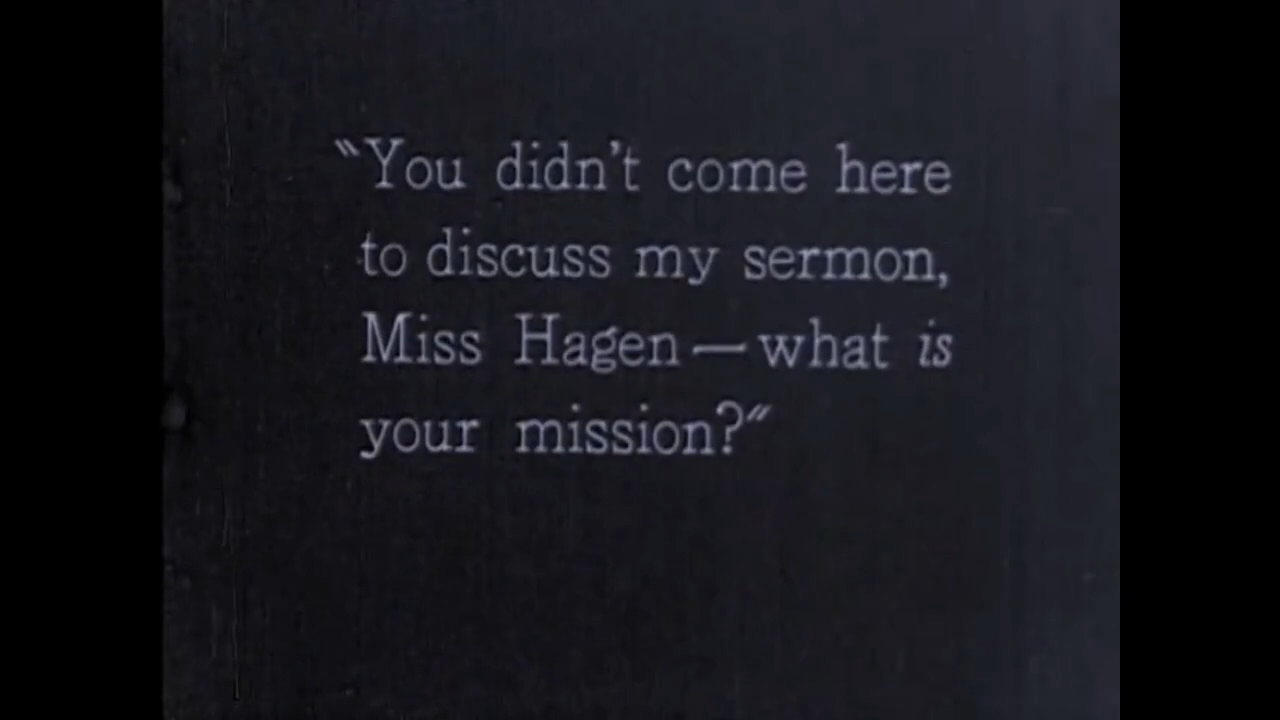 "You didn't come here
to discuss my sermon,
Miss Hagen — what is
your mission?"